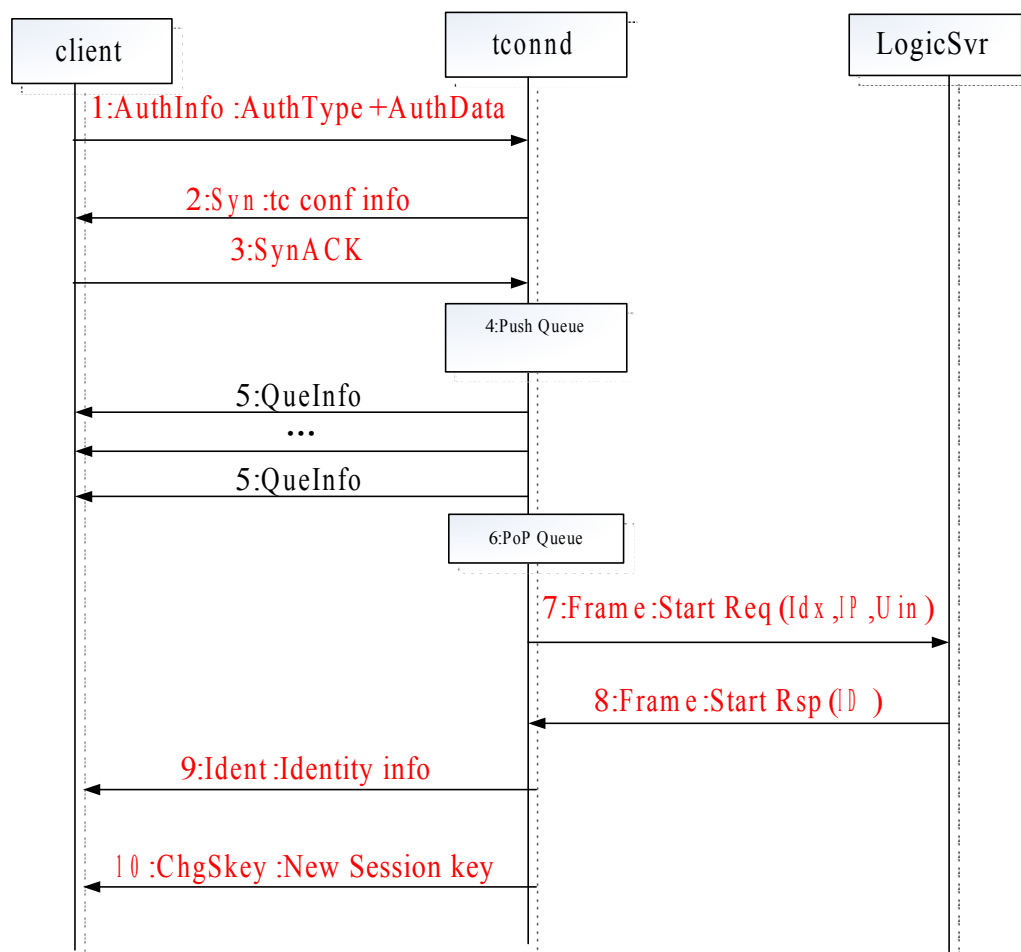 client
tconnd
LogicSvr
1:AuthInfo :AuthType+AuthData
2:Syn :tc conf info
3:SynACK
4:Push Queue
5:QueInfo
...
5:QueInfo
6:PoP Queue
7:Frame:Start Req (Idx ,IP ,Uin )
8:Frame:Start Rsp (ID )
9:Ident :Identity info
10 :ChgSkey :New Session key